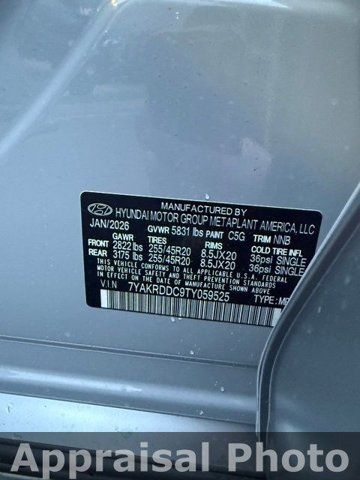 MANUFACTURED BY
HYUNDAI MOTOR GROUP METAPLANT AMERICA, LLC
JAN/2026 GVWR 5831 lbs PAINT C5G TRIM NNB
GAWR TIRES RIMS COLD TIRE INFL
FRONT 2822 lbs 255/45R20 8.5JX20 36psi SINGLE
REAR 3175 lbs 255/45R20 8.5JX20 36psi SINGLE
THIS VEHICLE CONFORMS TO ALL APPLICABLE U.S. FEDERAL
MOTOR VEHICLE SAFETY AND THEFT PREVENTION STANDARDS
IN EFFECT ON THE DATE OF MANUFACTURE SHOWN ABOVE.
VIN 7YAKRDDC9TY059525 TYPE:
Appraisal Photo